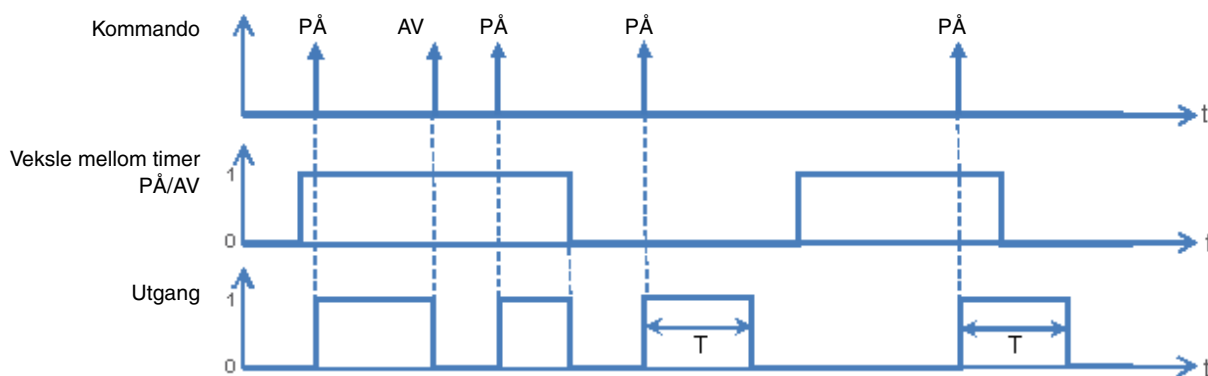 Kommando
PÅ
AV
PÅ
PÅ
PÅ
t
Veksle mellom timer
PÅ/AV
1
0
t
Utgang
1
0
T
T
t